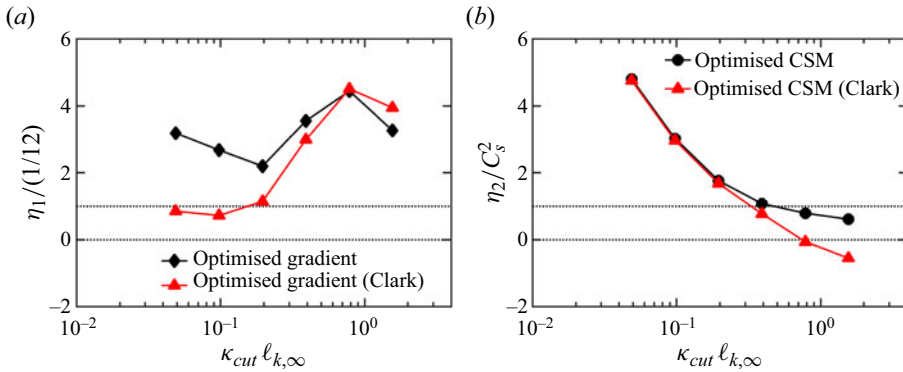 (a)
6
4
2
0
−2
η1/(1/12)
Optimised gradient
Optimised gradient (Clark)
10−2
10−1
100
κcut ℓk,∞
(b)
6
4
2
0
−2
η2/Cs2
Optimised CSM
Optimised CSM (Clark)
10−2
10−1
100
κcut ℓk,∞